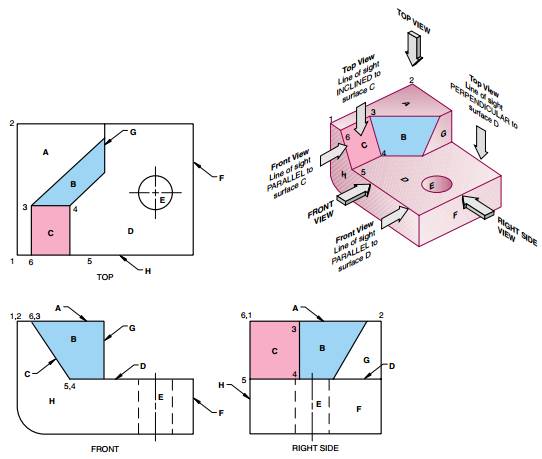 TOP VIEW
Top View
Line of sight
INCLINED to
surface C
Top View
Line of sight
PERPENDICULAR to
surface D
2
A
1
3
6
C
B
G
4
5
H
D
E
F
Front View
Line of sight
PARALLEL to
surface C
FRONT
VIEW
Front View
Line of sight
PARALLEL to
surface D
RIGHT SIDE
VIEW
2
G
A
B
F
E
3
4
C
D
1
6
5
H
TOP
1,2
6,3
A
G
B
C
D
5,4
H
E
F
FRONT
6,1
A
2
3
C
B
G
D
H
5
4
E
F
RIGHT SIDE